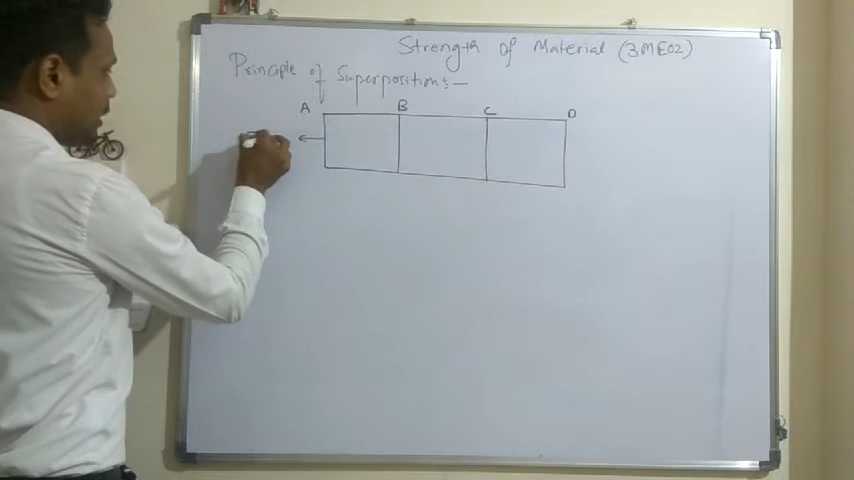 Strength of Material (3ME02)
Principle of Superposition:-
A B C D